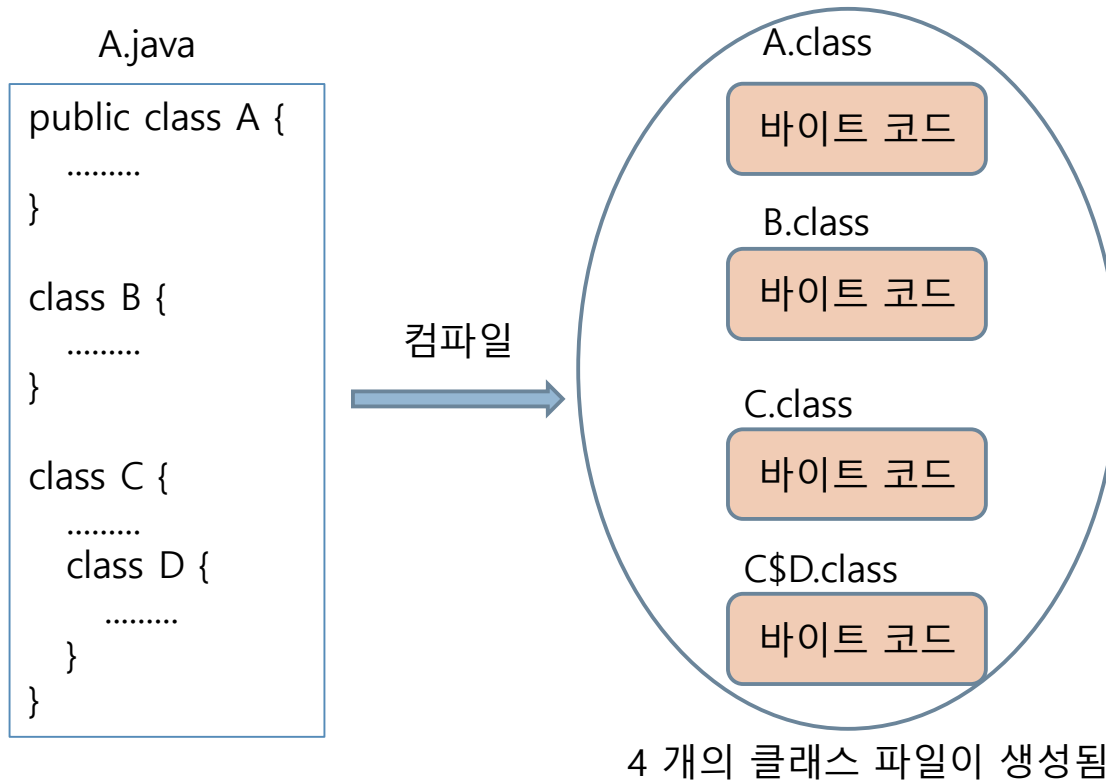 A.java
public class A {
.........
}
class B {
.........
}
class C {
.........
class D {
.........
}
}
컴파일
A.class
바이트 코드
B.class
바이트 코드
C.class
바이트 코드
C$D.class
바이트 코드
4 개의 클래스 파일이 생성됨